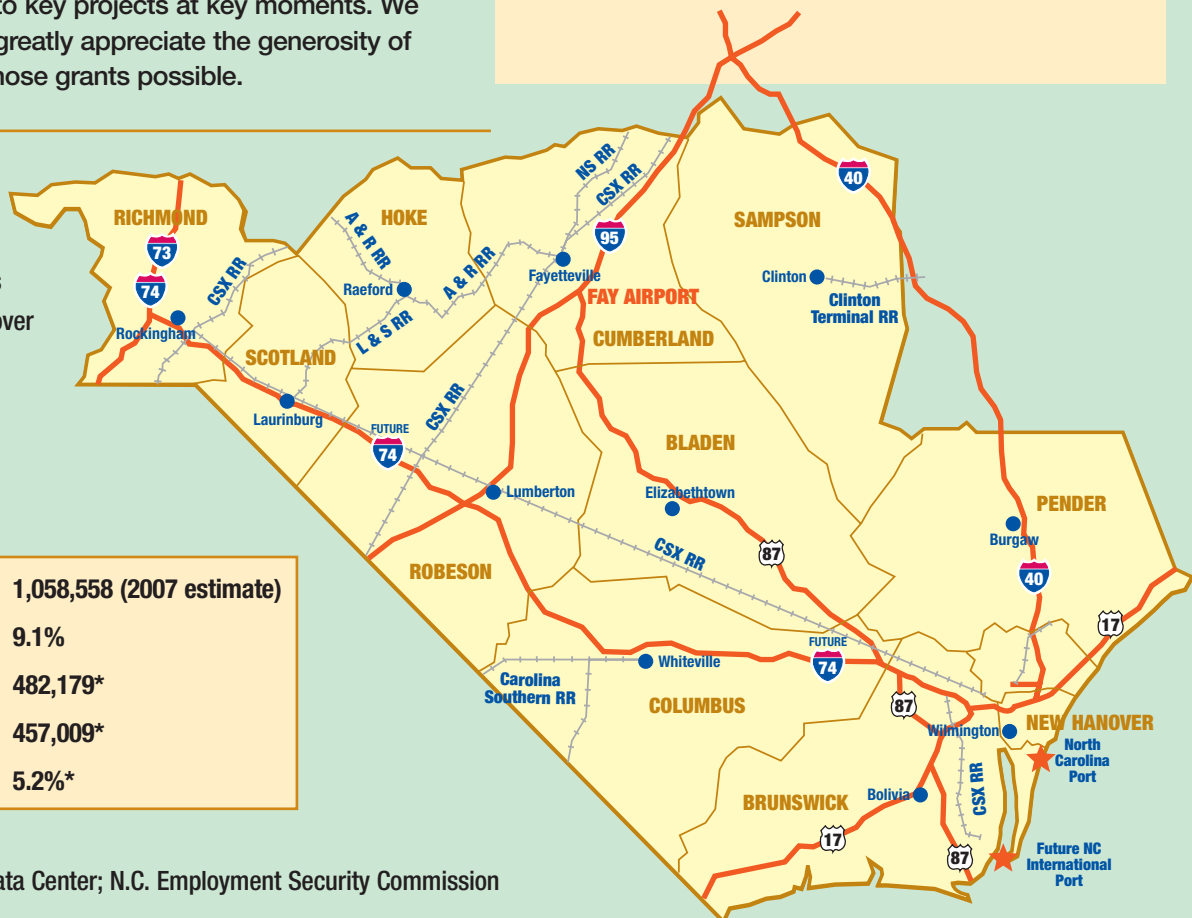 to key projects at key moments. We
greatly appreciate the generosity of
hose grants possible.
RICHMOND
73
74
Rockingham
CSX RR
SCOTLAND
Laurinburg
HOKE
A & R RR
Raeford
A & R RR
L & S RR
NS RR
CSX RR
95
Fayetteville
FAY AIRPORT
CUMBERLAND
SAMPSON
40
Clinton
Clinton
Terminal RR
over
CSX RR
FUTURE
74
Lumberton
ROBESON
BLADEN
Elizabethtown
CSX RR
87
PENDER
Burgaw
40
17
1,058,558 (2007 estimate)
9.1%
482,179*
457,009*
5.2%*
Carolina
Southern RR
Whiteville
COLUMBUS
FUTURE
74
87
Wilmington
NEW HANOVER
North
Carolina
Port
BRUNSWICK
Bolivia
CSX RR
17
87
Future NC
International
Port
ata Center; N.C. Employment Security Commission